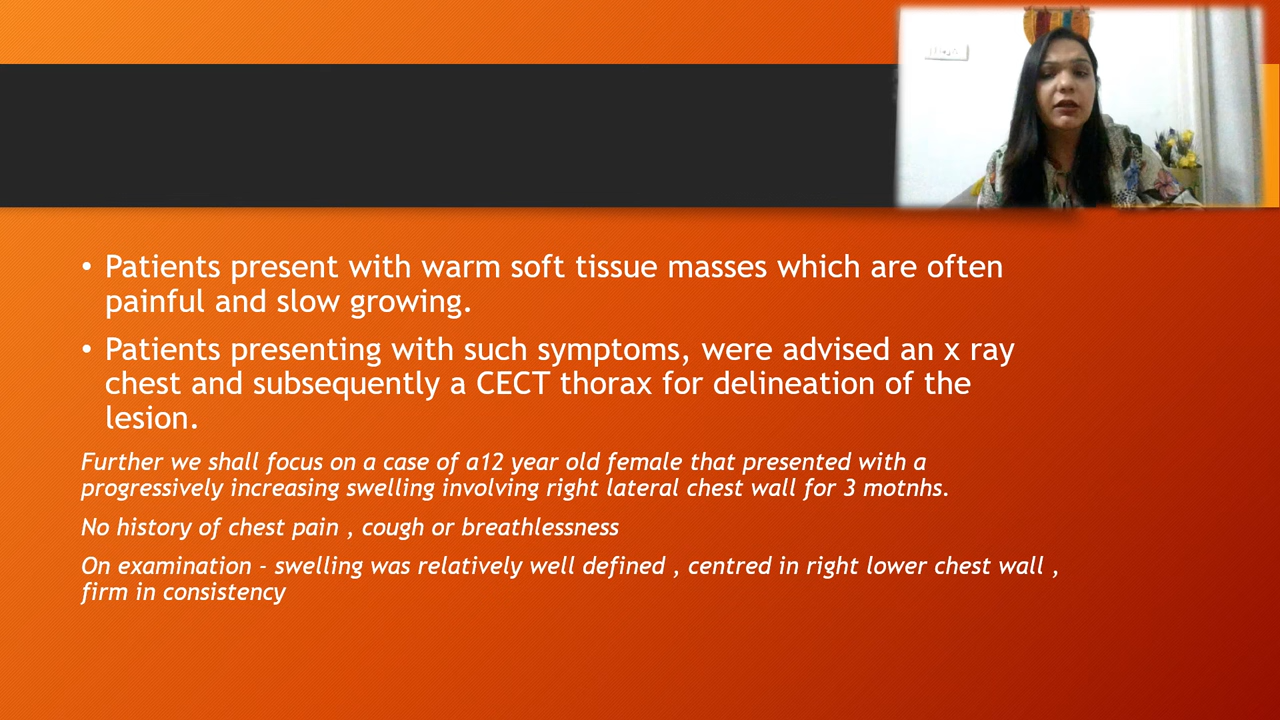 • Patients present with warm soft tissue masses which are often
painful and slow growing.
• Patients presenting with such symptoms, were advised an x ray
chest and subsequently a CECT thorax for delineation of the
lesion.
Further we shall focus on a case of a12 year old female that presented with a
progressively increasing swelling involving right lateral chest wall for 3 motnhs.
No history of chest pain , cough or breathlessness
On examination - swelling was relatively well defined , centred in right lower chest wall ,
firm in consistency